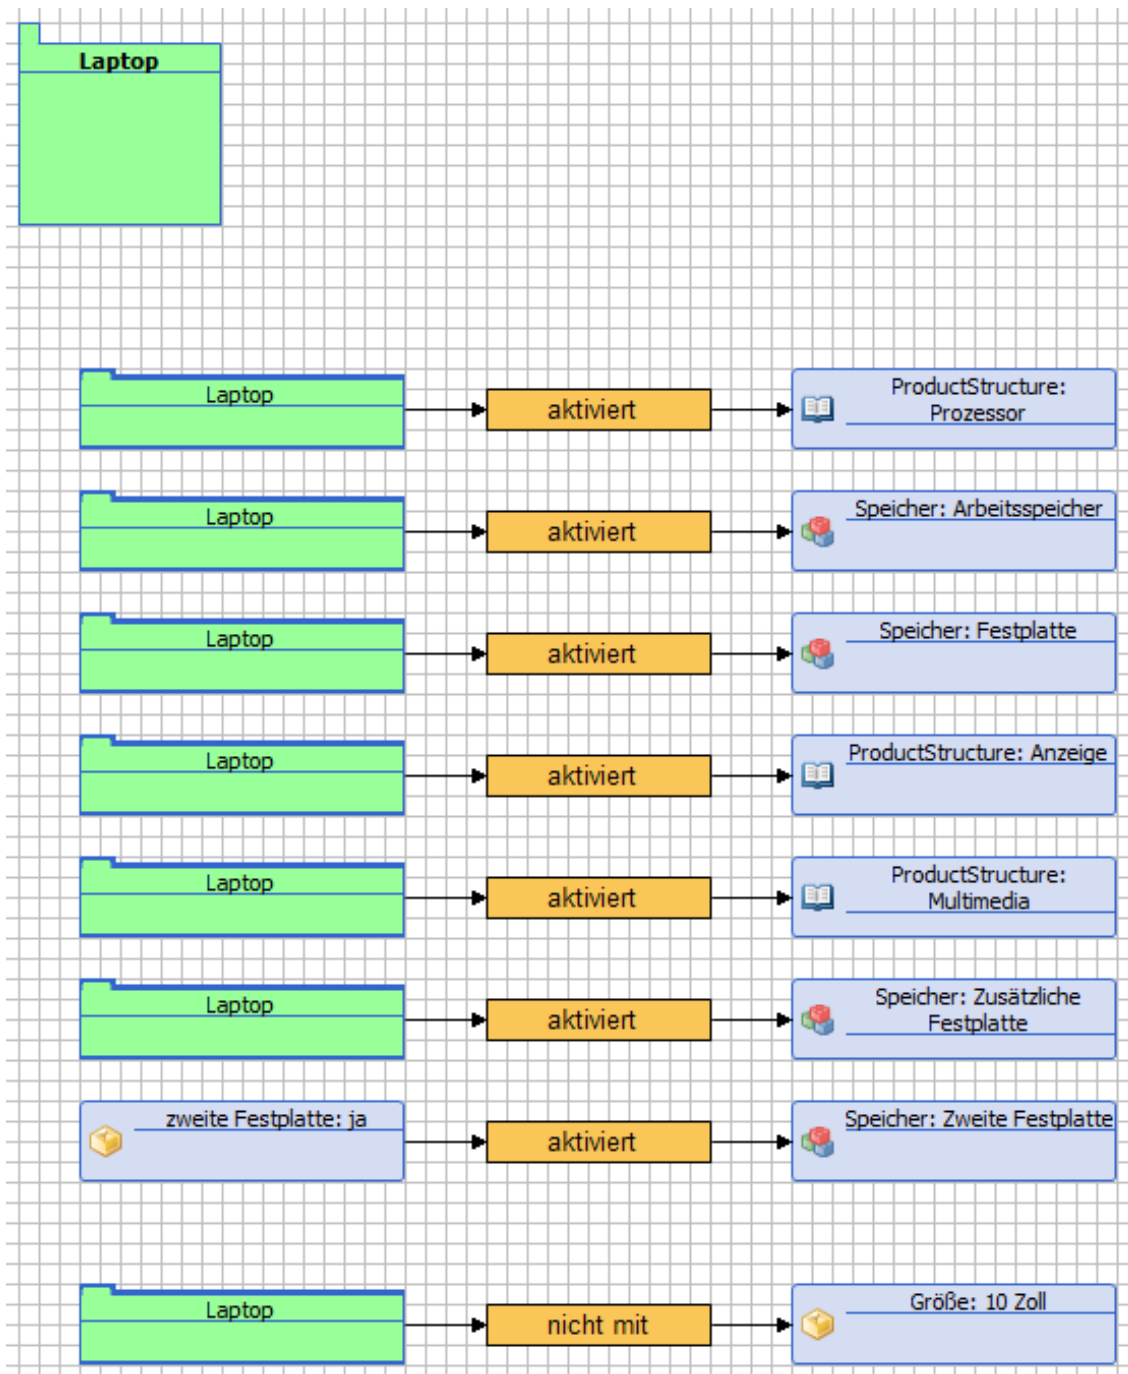 Laptop
Laptop
aktiviert
ProductStructure:
Prozessor
Laptop
aktiviert
Speicher: Arbeitsspeicher
Laptop
aktiviert
Speicher: Festplatte
Laptop
aktiviert
ProductStructure: Anzeige
Laptop
aktiviert
ProductStructure:
Multimedia
Laptop
aktiviert
Speicher: Zusätzliche
Festplatte
zweite Festplatte: ja
aktiviert
Speicher: Zweite Festplatte
Laptop
nicht mit
Größe: 10 Zoll